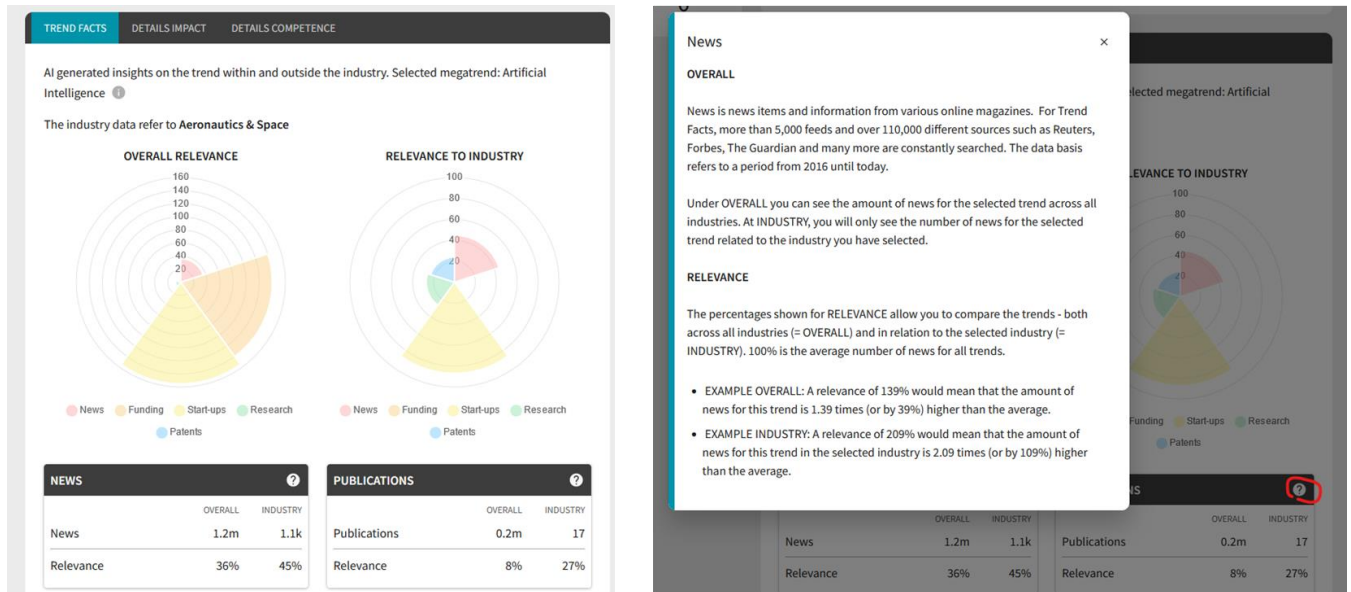 TREND FACTS DETAILS IMPACT DETAILS COMPETENCE
AI generated insights on the trend within and outside the industry. Selected megatrend: Artificial
Intelligence
The industry data refer to Aeronautics & Space
OVERALL RELEVANCE
160
140
120
100
80
60
40
20
News Funding Start-ups Research
Patents
RELEVANCE TO INDUSTRY
100
80
60
40
20
News Funding Start-ups Research
Patents
NEWS ?
OVERALL INDUSTRY
News 1.2m 1.1k
Relevance 36% 45%
PUBLICATIONS ?
OVERALL INDUSTRY
Publications 0.2m 17
Relevance 8% 27%
News ×
OVERALL
News is news items and information from various online magazines. For Trend
Facts, more than 5,000 feeds and over 110,000 different sources such as Reuters,
Forbes, The Guardian and many more are constantly searched. The data basis
refers to a period from 2016 until today.
Under OVERALL you can see the amount of news for the selected trend across all
industries. At INDUSTRY, you will only see the number of news for the selected
trend related to the industry you have selected.
RELEVANCE
The percentages shown for RELEVANCE allow you to compare the trends - both
across all industries (= OVERALL) and in relation to the selected industry (=
INDUSTRY). 100% is the average number of news for all trends.
• EXAMPLE OVERALL: A relevance of 139% would mean that the amount of
news for this trend is 1.39 times (or by 39%) higher than the average.
• EXAMPLE INDUSTRY: A relevance of 209% would mean that the amount of
news for this trend in the selected industry is 2.09 times (or by 109%) higher
than the average.
elected megatrend: Artificial
LEVANCE TO INDUSTRY
100
80
60
40
20
Funding Start-ups Research
Patents
NS ?
OVERALL INDUSTRY
News 1.2m 1.1k
Relevance 36% 45%
OVERALL INDUSTRY
Publications 0.2m 17
Relevance 8% 27%